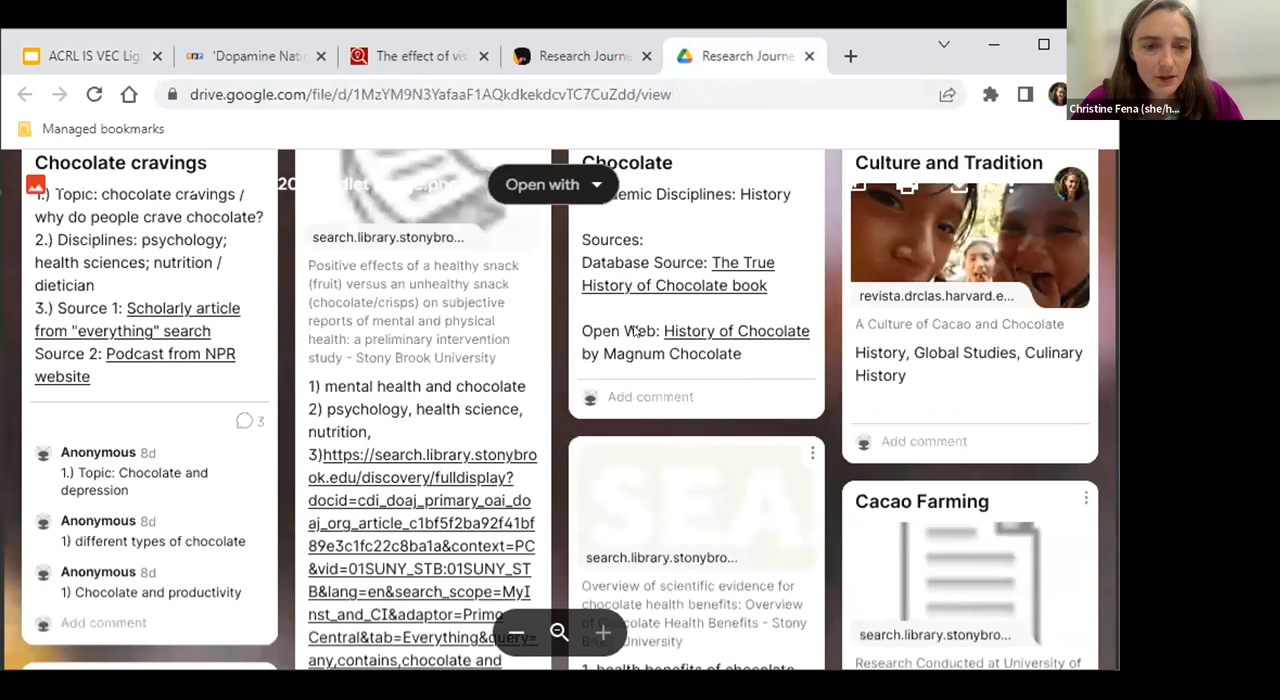 ACRL IS VEC Lig
'Dopamine Nati
The effect of vis
Research Journe
Research Journe
drive.google.com/file/d/1MzYM9N3YafaaF1AQkdkekdcvTC7CuZdd/view
Christine Fena (she/h...
Managed bookmarks
Open with
Chocolate cravings
1.) Topic: chocolate cravings /
why do people crave chocolate?
2.) Disciplines: psychology;
health sciences; nutrition /
dietician
3.) Source 1: Scholarly article
from "everything" search
Source 2: Podcast from NPR
website
3
Anonymous 8d
1.) Topic: Chocolate and
depression
Anonymous 8d
1) different types of chocolate
Anonymous 8d
1) Chocolate and productivity
Add comment
search.library.stonybro...
Positive effects of a healthy snack
(fruit) versus an unhealthy snack
(chocolate/crisps) on subjective
reports of mental and physical
health: a preliminary intervention
study - Stony Brook University
1) mental health and chocolate
2) psychology, health science,
nutrition,
3)https://search.library.stonybro
ok.edu/discovery/fulldisplay?
docid=cdi_doaj_primary_oai_do
aj_org_article_c1bf5f2ba92f41bf
89e3c1fc22c8ba1a&context=PC
&vid=01SUNY_STB:01SUNY_ST
B&lang=en&search_scope=MyI
nst_and_CI&adaptor=Primo
Central&tab=Everything&query=
any,contains,chocolate and
Chocolate
Disciplines: History
Sources:
Database Source: The True
History of Chocolate book
Open Web: History of Chocolate
by Magnum Chocolate
Add comment
SEA
search.library.stonybro...
Overview of scientific evidence for
chocolate health benefits: Overview
of Chocolate Health Benefits - Stony
University
1. health benefits of chocolate
Culture and Tradition
revista.drclas.harvard.e...
A Culture of Cacao and Chocolate
History, Global Studies, Culinary
History
Add comment
Cacao Farming
search.library.stonybro...
Research Conducted at University of